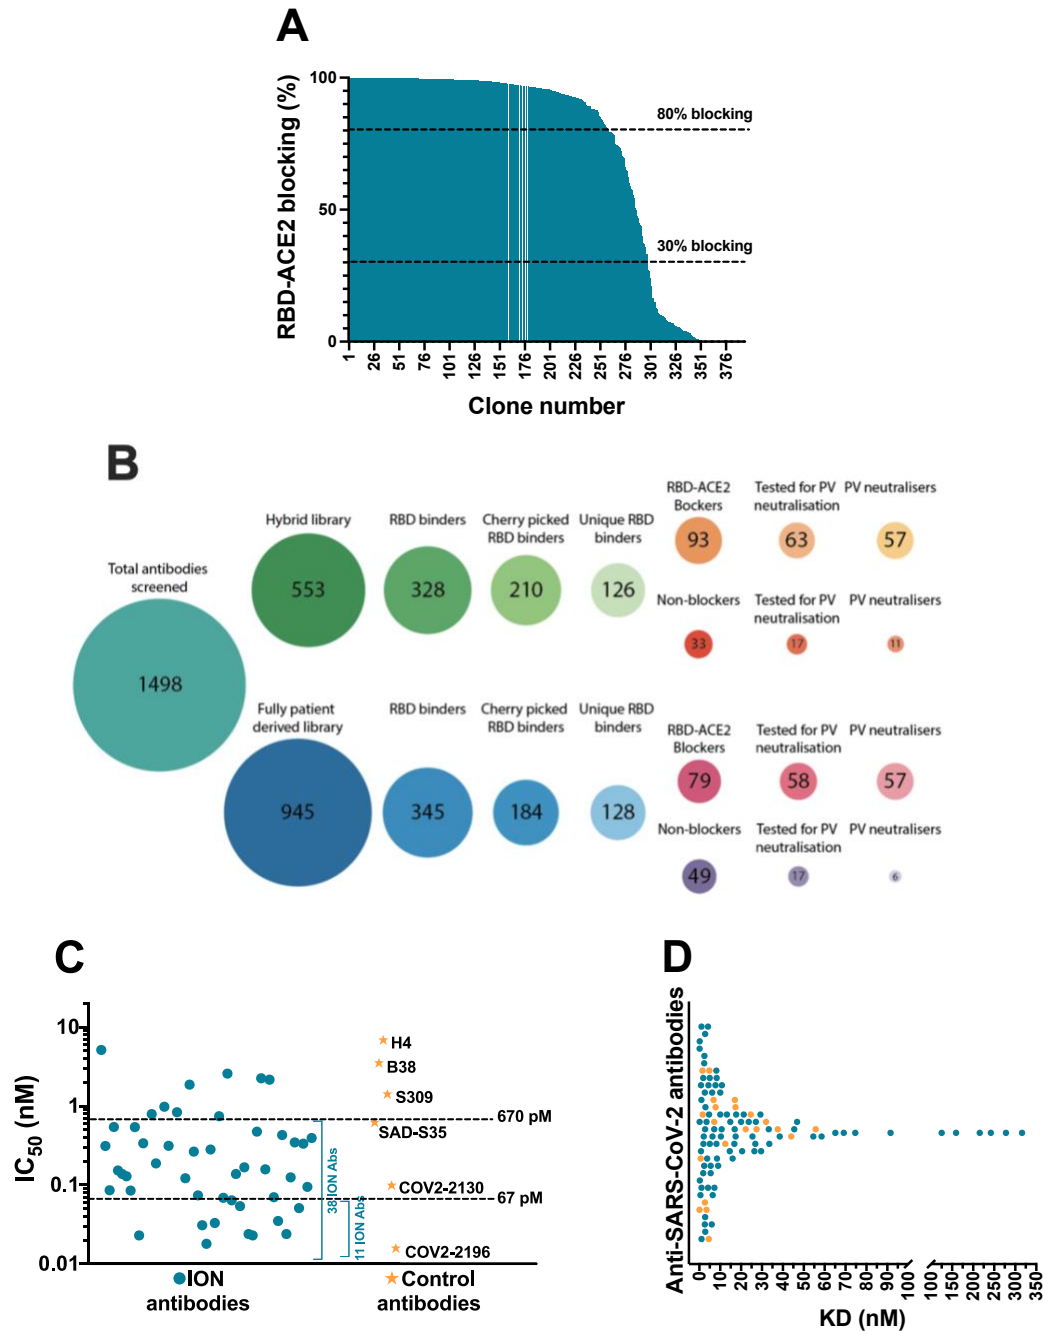 A
RBD-ACE2 blocking (%)
100
50
0
80% blocking
30% blocking
1 26 51 76 101 126 151 176 201 226 251 276 301 326 351 376
Clone number
B
Total antibodies
screened
1498
Hybrid library
553
RBD binders
328
Cherry picked
RBD binders
210
Unique RBD
binders
126
RBD-ACE2
Bockers
93
Tested for PV
neutralisation
63
PV neutralisers
57
Non-blockers
33
Tested for PV
neutralisation
17
PV neutralisers
11
Fully patient
derived library
945
RBD binders
345
Cherry picked
RBD binders
184
Unique RBD
binders
128
RBD-ACE2
Blockers
79
Tested for PV
neutralisation
58
PV neutralisers
57
Non-blockers
49
Tested for PV
neutralisation
17
PV neutralisers
6
C
IC50 (nM)
10
1
0.1
0.01
H4
B38
S309
670 pM
SAD-S35
COV2-2130
67 pM
COV2-2196
38 ION Abs
11 ION Abs
ION
antibodies
Control
antibodies
D
Anti-SARS-CoV-2 antibodies
0 10 20 30 40 50 60 70 80 90 100 100 150 200 250 300 350
KD (nM)